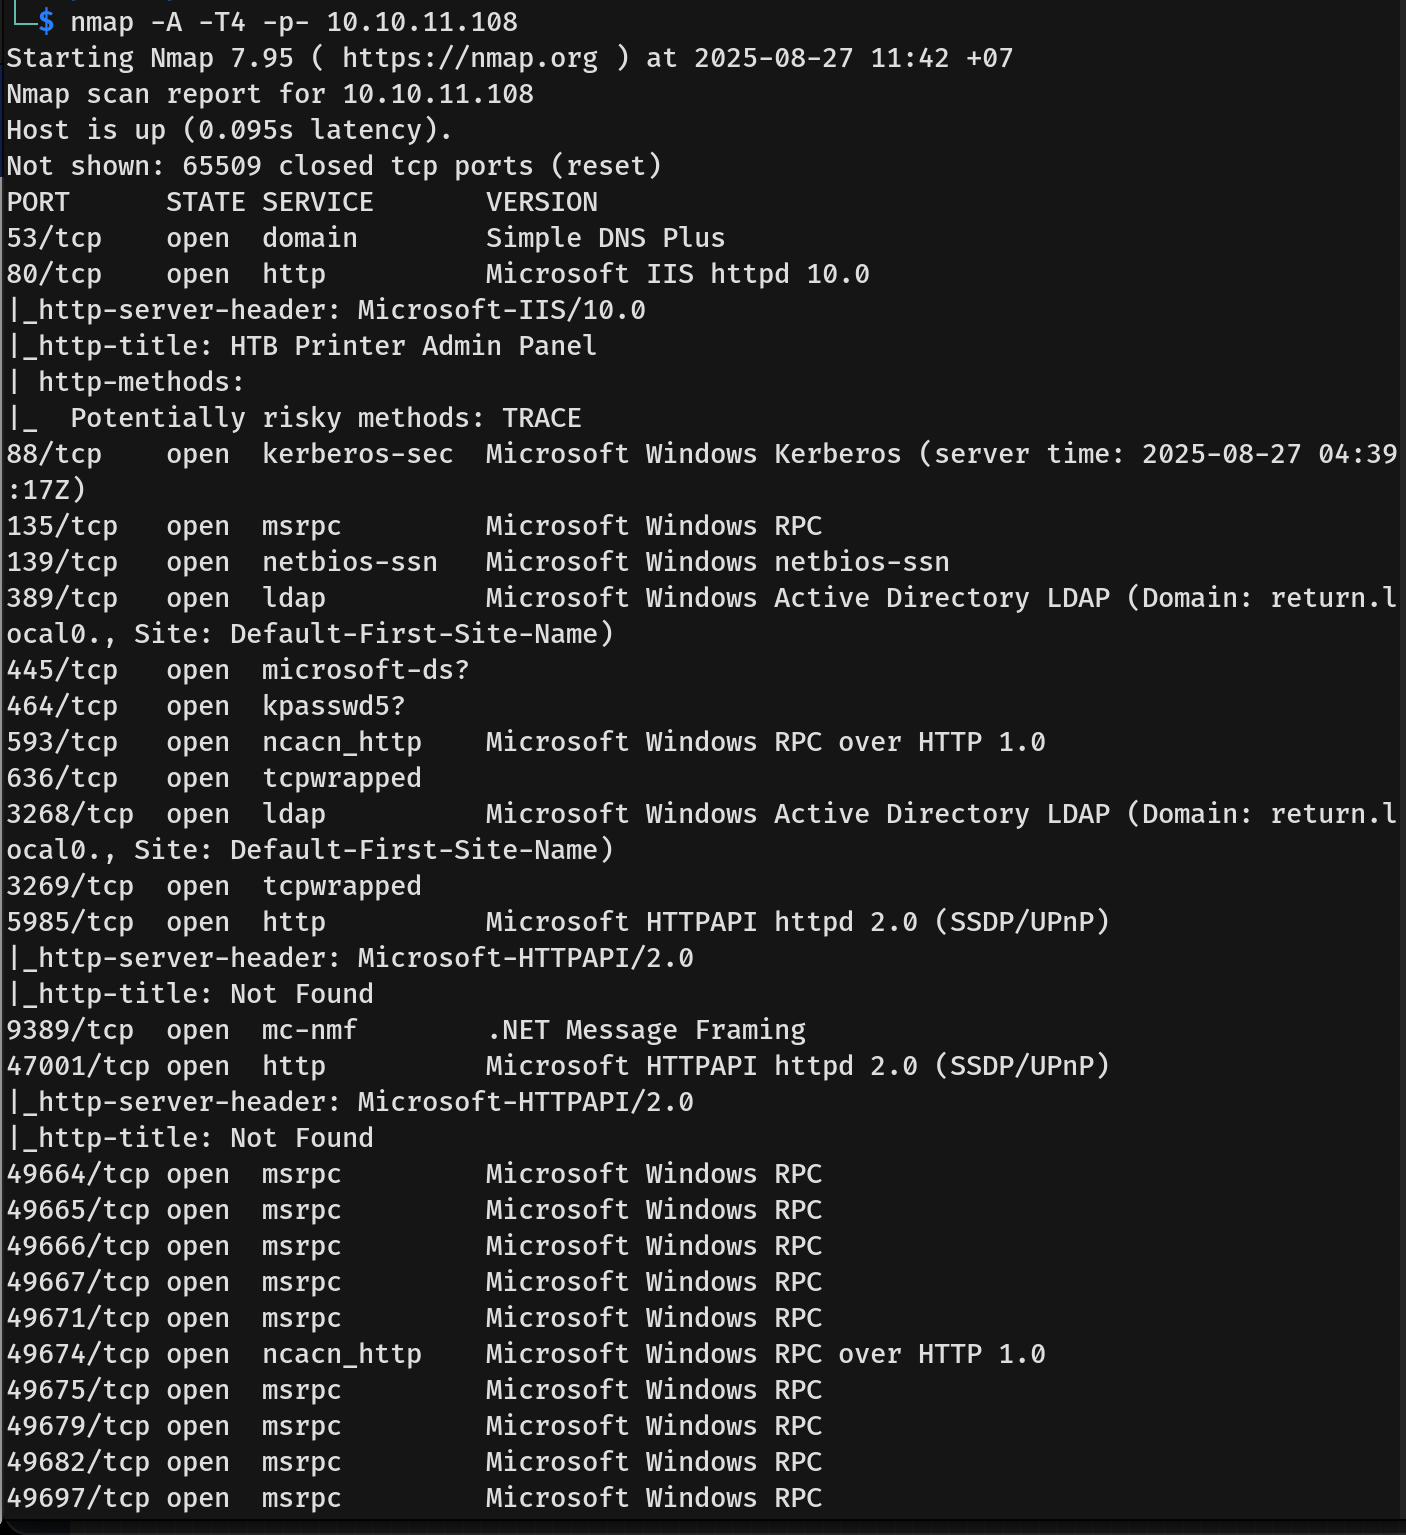 └─$ nmap -A -T4 -p- 10.10.11.108
Starting Nmap 7.95 ( https://nmap.org ) at 2025-08-27 11:42 +07
Nmap scan report for 10.10.11.108
Host is up (0.095s latency).
Not shown: 65509 closed tcp ports (reset)
PORT      STATE SERVICE       VERSION
53/tcp    open  domain        Simple DNS Plus
80/tcp    open  http          Microsoft IIS httpd 10.0
|_http-server-header: Microsoft-IIS/10.0
|_http-title: HTB Printer Admin Panel
| http-methods:
|_  Potentially risky methods: TRACE
88/tcp    open  kerberos-sec  Microsoft Windows Kerberos (server time: 2025-08-27 04:39
:17Z)
135/tcp   open  msrpc         Microsoft Windows RPC
139/tcp   open  netbios-ssn   Microsoft Windows netbios-ssn
389/tcp   open  ldap          Microsoft Windows Active Directory LDAP (Domain: return.l
ocal0., Site: Default-First-Site-Name)
445/tcp   open  microsoft-ds?
464/tcp   open  kpasswd5?
593/tcp   open  ncacn_http    Microsoft Windows RPC over HTTP 1.0
636/tcp   open  tcpwrapped
3268/tcp  open  ldap          Microsoft Windows Active Directory LDAP (Domain: return.l
ocal0., Site: Default-First-Site-Name)
3269/tcp  open  tcpwrapped
5985/tcp  open  http          Microsoft HTTPAPI httpd 2.0 (SSDP/UPnP)
|_http-server-header: Microsoft-HTTPAPI/2.0
|_http-title: Not Found
9389/tcp  open  mc-nmf        .NET Message Framing
47001/tcp open  http          Microsoft HTTPAPI httpd 2.0 (SSDP/UPnP)
|_http-server-header: Microsoft-HTTPAPI/2.0
|_http-title: Not Found
49664/tcp open  msrpc         Microsoft Windows RPC
49665/tcp open  msrpc         Microsoft Windows RPC
49666/tcp open  msrpc         Microsoft Windows RPC
49667/tcp open  msrpc         Microsoft Windows RPC
49671/tcp open  msrpc         Microsoft Windows RPC
49674/tcp open  ncacn_http    Microsoft Windows RPC over HTTP 1.0
49675/tcp open  msrpc         Microsoft Windows RPC
49679/tcp open  msrpc         Microsoft Windows RPC
49682/tcp open  msrpc         Microsoft Windows RPC
49697/tcp open  msrpc         Microsoft Windows RPC